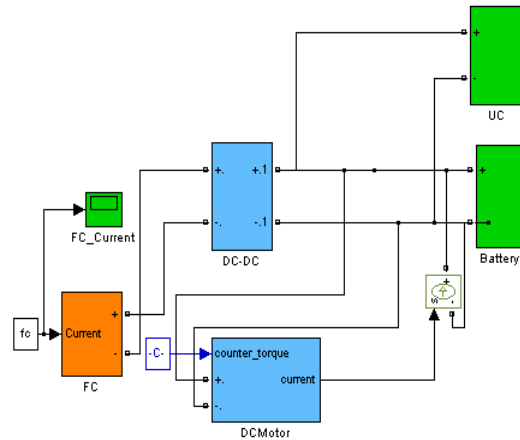 +
-
UC
+. +.1
-. -.1
DC-DC
+
-
Battery
FC_Current
fc
Current
+
-
FC
-C-
s
+
-
counter_torque
+.
current
-.
DCMotor